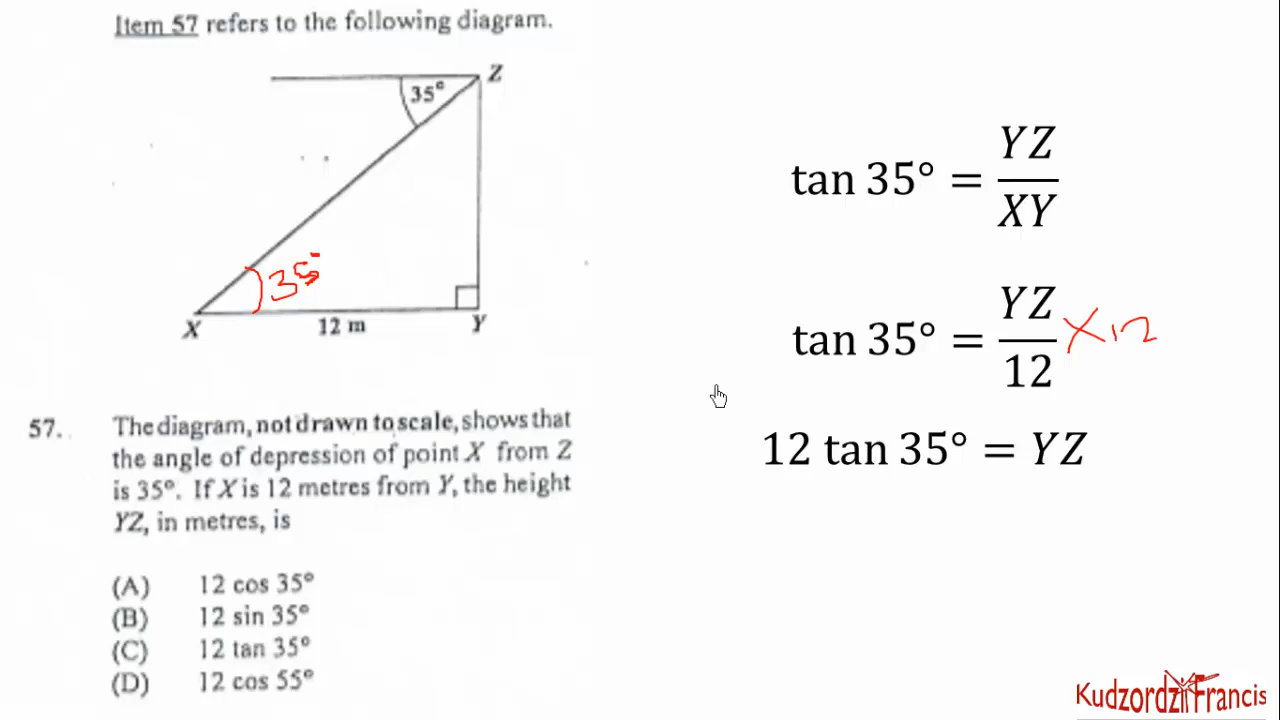 Item 57 refers to the following diagram.
Z
35°
35°
X
12 m
Y
57. The diagram, not drawn to scale, shows that
the angle of depression of point X from Z
is 35°. If X is 12 metres from Y, the height
YZ, in metres, is
(A) 12 cos 35°
(B) 12 sin 35°
(C) 12 tan 35°
(D) 12 cos 55°
tan 35° = YZ/XY
tan 35° = YZ/12 ×12
12 tan 35° = YZ
Kudzordzi Francis